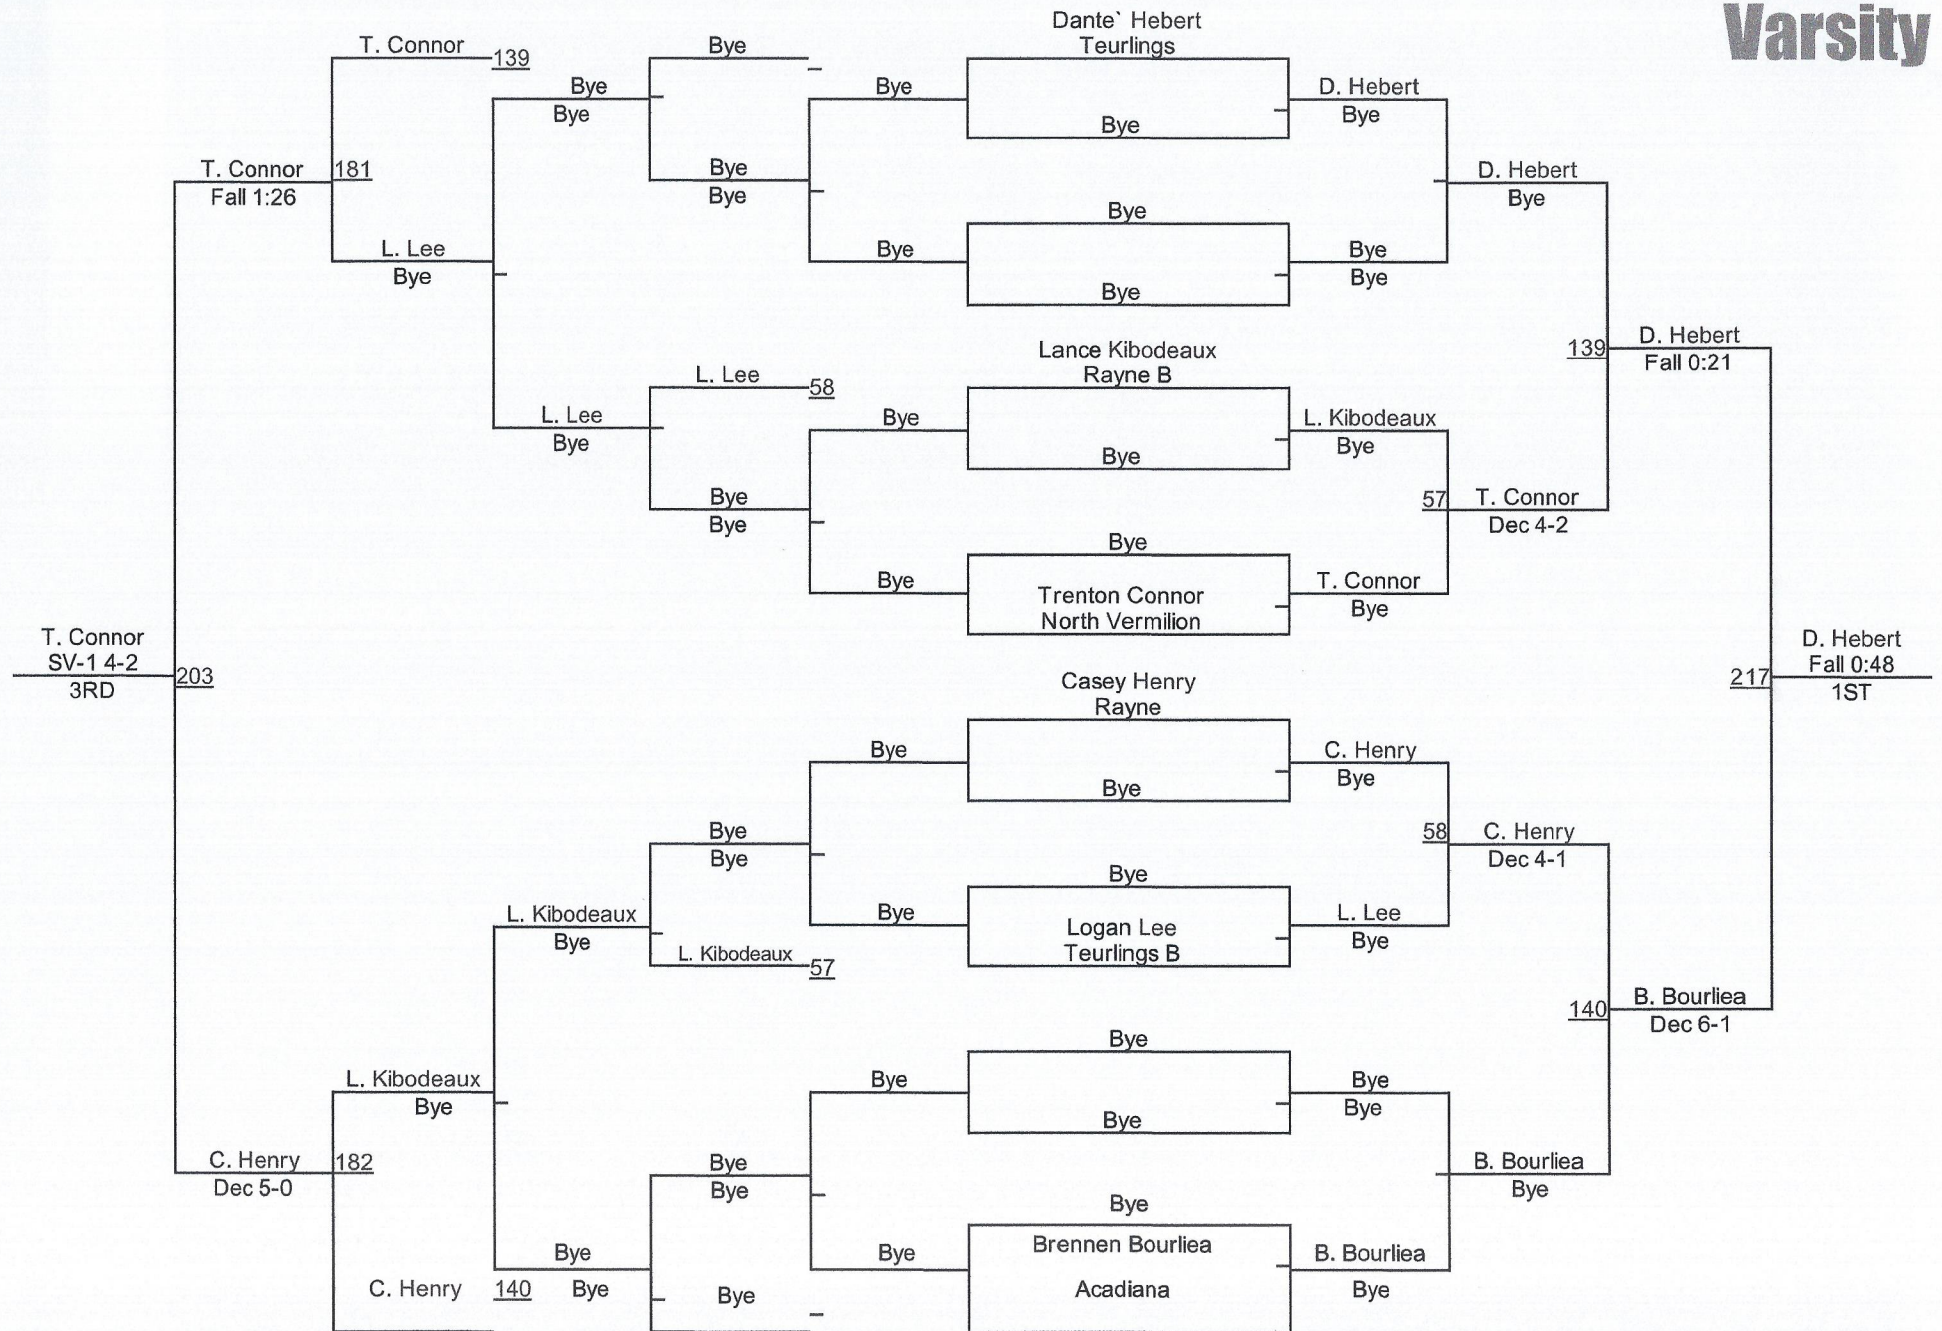 Varsity
Dante` Hebert
Teurlings
T. Connor
139
Bye
Bye
Bye
Bye
Bye
D. Hebert
Bye
T. Connor
181
Fall 1:26
Bye
Bye
D. Hebert
Bye
L. Lee
Bye
Bye
Bye
Bye
Bye
Bye
Lance Kibodeaux
Rayne B
139
D. Hebert
Fall 0:21
L. Lee
58
L. Lee
Bye
Bye
Bye
L. Kibodeaux
Bye
Bye
Bye
57
T. Connor
Dec 4-2
Bye
Bye
Trenton Connor
North Vermilion
T. Connor
Bye
T. Connor
SV-1 4-2
3RD
203
D. Hebert
Fall 0:48
1ST
217
Casey Henry
Rayne
Bye
Bye
C. Henry
Bye
Bye
Bye
58
C. Henry
Dec 4-1
Bye
L. Kibodeaux
Bye
Bye
Logan Lee
Teurlings B
L. Lee
Bye
L. Kibodeaux
57
140
B. Bourliea
Dec 6-1
Bye
L. Kibodeaux
Bye
Bye
Bye
Bye
Bye
C. Henry
182
Dec 5-0
Bye
Bye
B. Bourliea
Bye
Bye
Bye
Bye
Brennen Bourliea
Acadiana
B. Bourliea
Bye
C. Henry
140
Bye
Bye